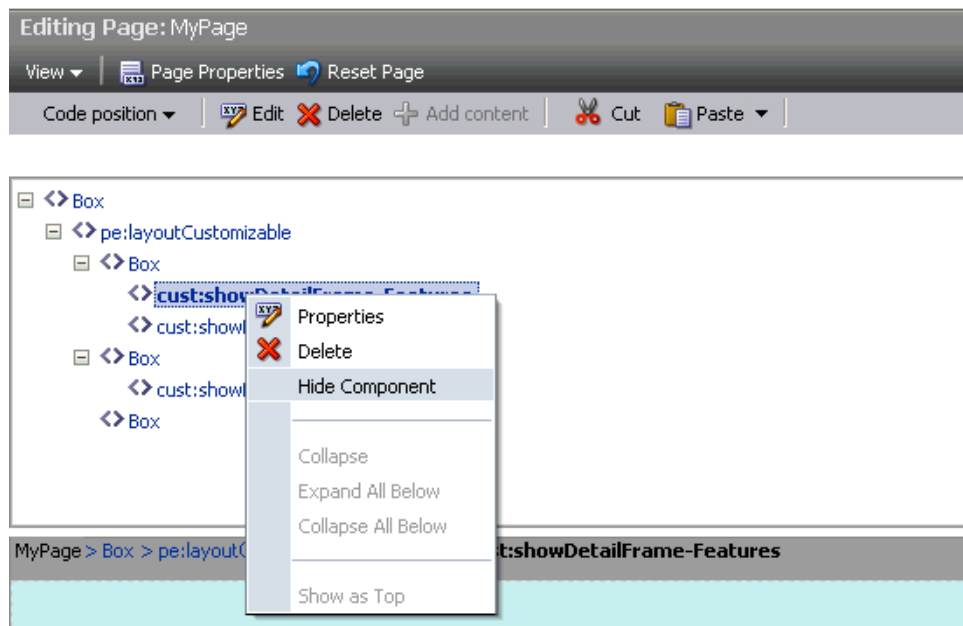 Editing Page: MyPage
View Page Properties Reset Page
Code position Edit Delete Add content Cut Paste
Box
pe:layoutCustomizable
Box
cust:showDetailFrame-Features
Properties
cust:show
Delete
Box
Hide Component
cust:show
Box
Collapse
Expand All Below
Collapse All Below
MyPage > Box > pe:layout t:showDetailFrame-Features
Show as Top